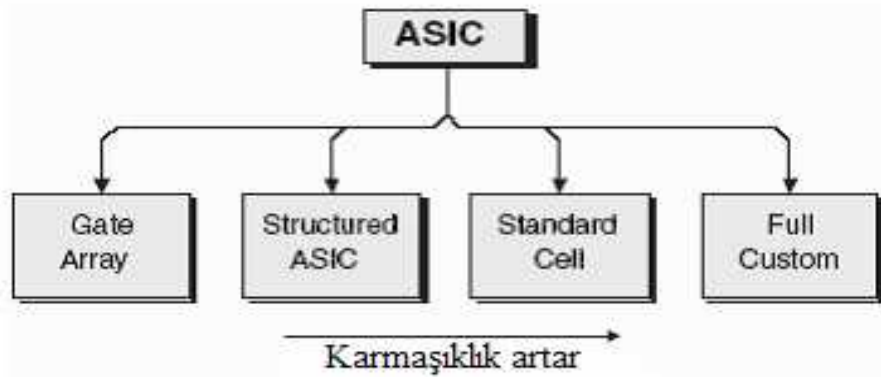 ASIC
Gate
Array
Structured
ASIC
Standard
Cell
Full
Custom
Karmaşıklık artar